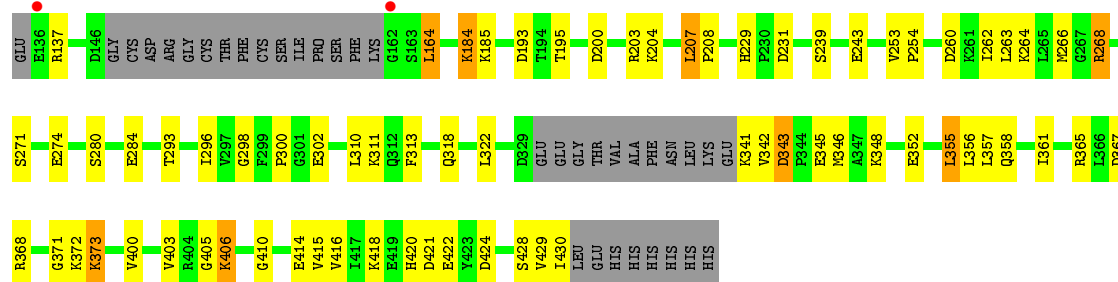 GLU E136 R137 D146 GLY CYS ASP ARG GLY CYS THR PHE CYS SER ILE PRO SER PHE LYS G162 S163 L164 K184 K185 D193 T194 T195 D200 R203 K204 L207 P208 H229 P230 D231 S239 E243 V253 P254 D260 K261 I262 L263 K264 L265 M266 G267 R268
S271 E274 S280 E284 T293 I296 V297 G298 F299 P300 G301 E302 L310 K311 Q312 F313 Q318 L322 D329 GLU GLU GLY THR VAL ALA PHE ASN LEU LYS GLU K341 V342 D343 P344 E345 M346 A347 K348 E352 L355 L356 L357 Q358 I361 R365 L366 D367
R368 G371 K372 K373 V400 V403 R404 G405 K406 G410 E414 V415 V416 I417 K418 E419 H420 D421 E422 Y423 D424 S428 V429 I430 LEU GLU HIS HIS HIS HIS HIS HIS